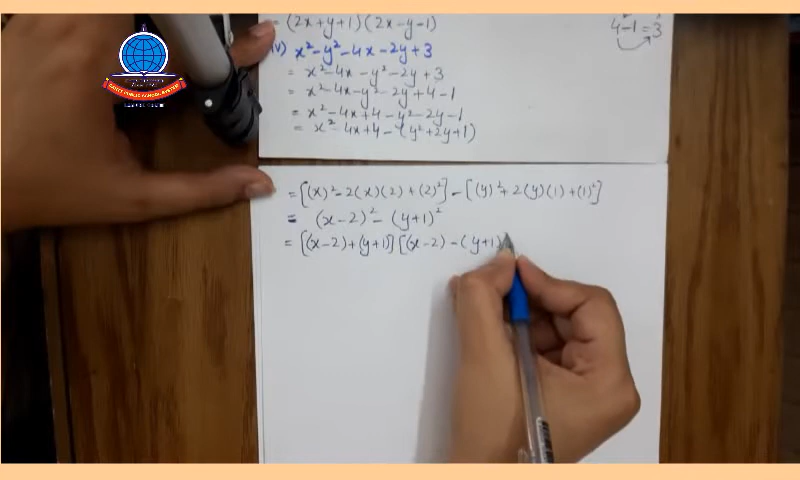 = (2x+y+1)(2x-y-1)
4-1=3
iv) x²-y²-4x-2y+3
= x²-4x-y²-2y+3
= x²-4x-y²-2y+4-1
= x²-4x+4-y²-2y-1
= x²-4x+4-(y²+2y+1)
= [(x)²-2(x)(2)+(2)²]-[(y)²+2(y)(1)+(1)²]
= (x-2)²-(y+1)²
= [(x-2)+(y+1)][(x-2)-(y+1)